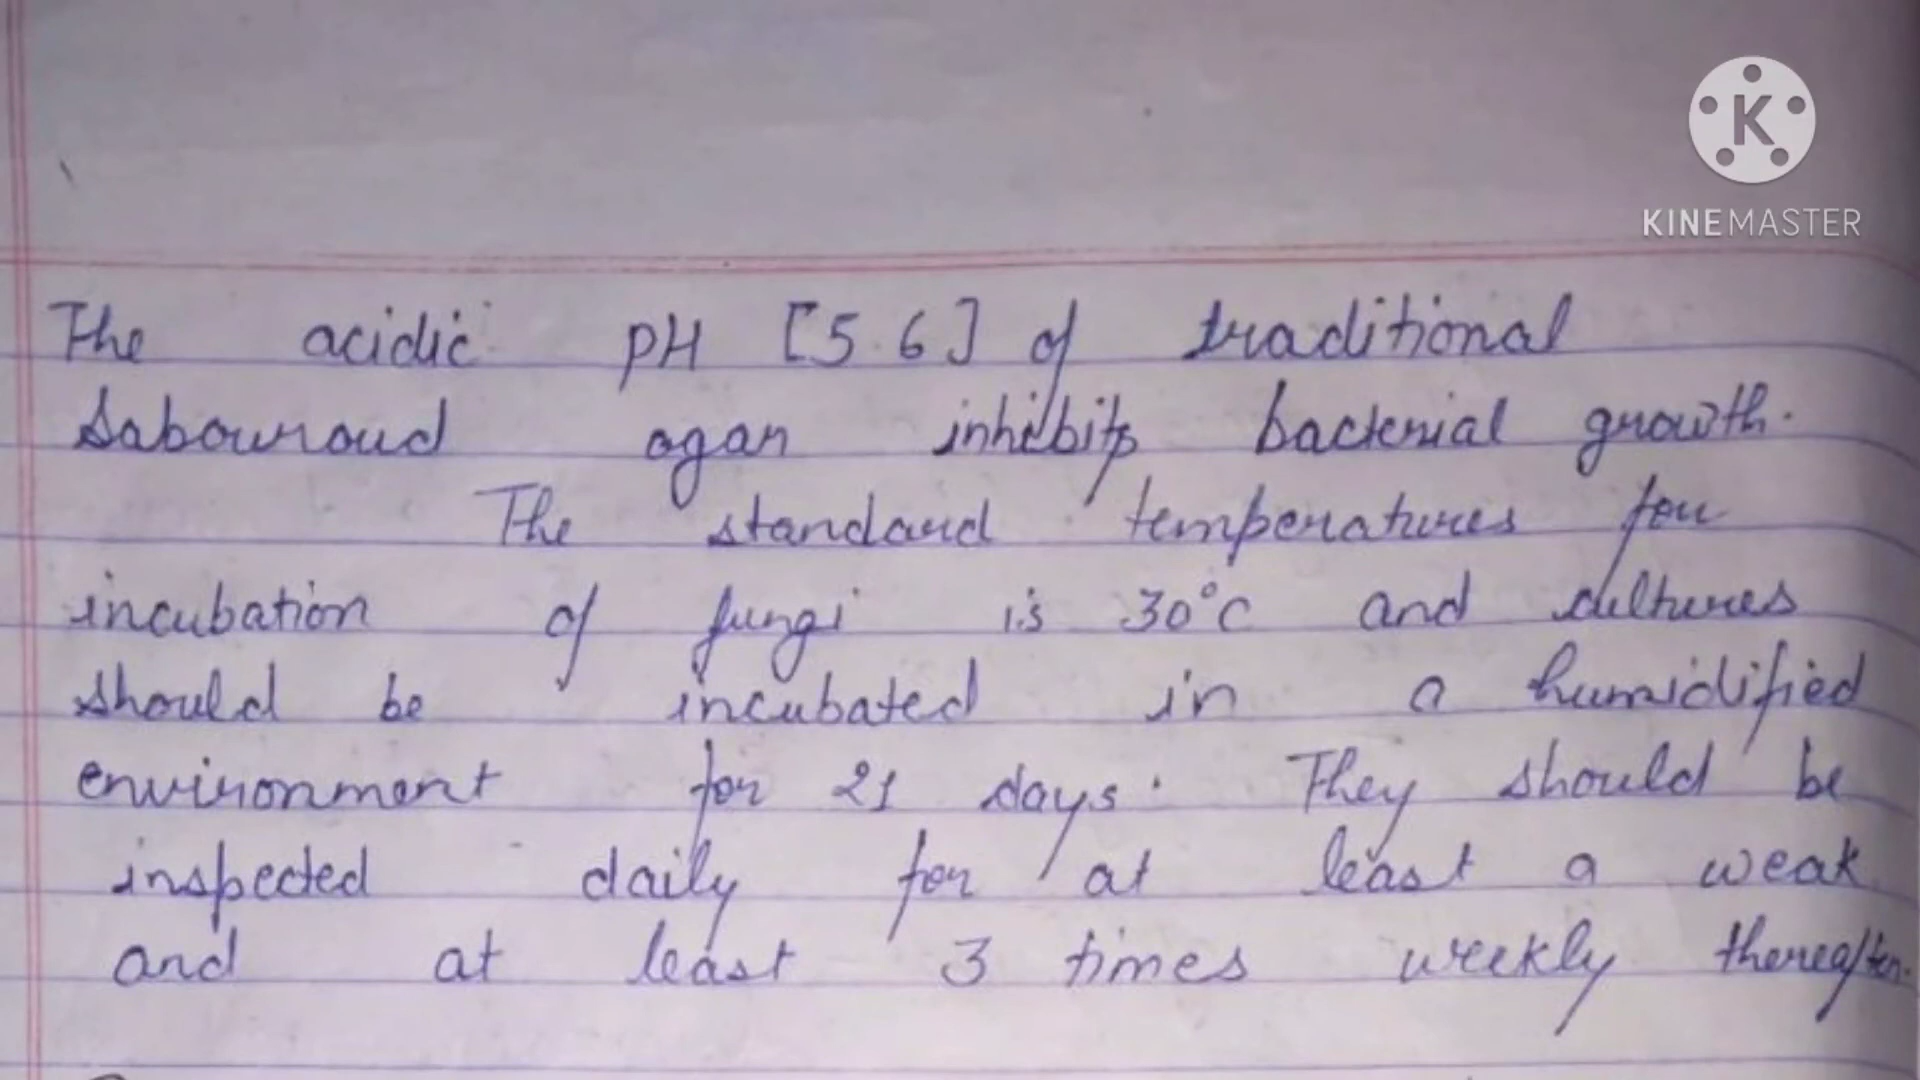 K
KINEMASTER
The acidic pH [5.6] of traditional
Sabouraoud agar inhibits bacterial growth.
The standard temperatures for
incubation of fungi is 30°C and cultures
should be incubated in a humidified
environment for 21 days. They should be
inspected daily for at least a weak
and at least 3 times weekly thereafter.